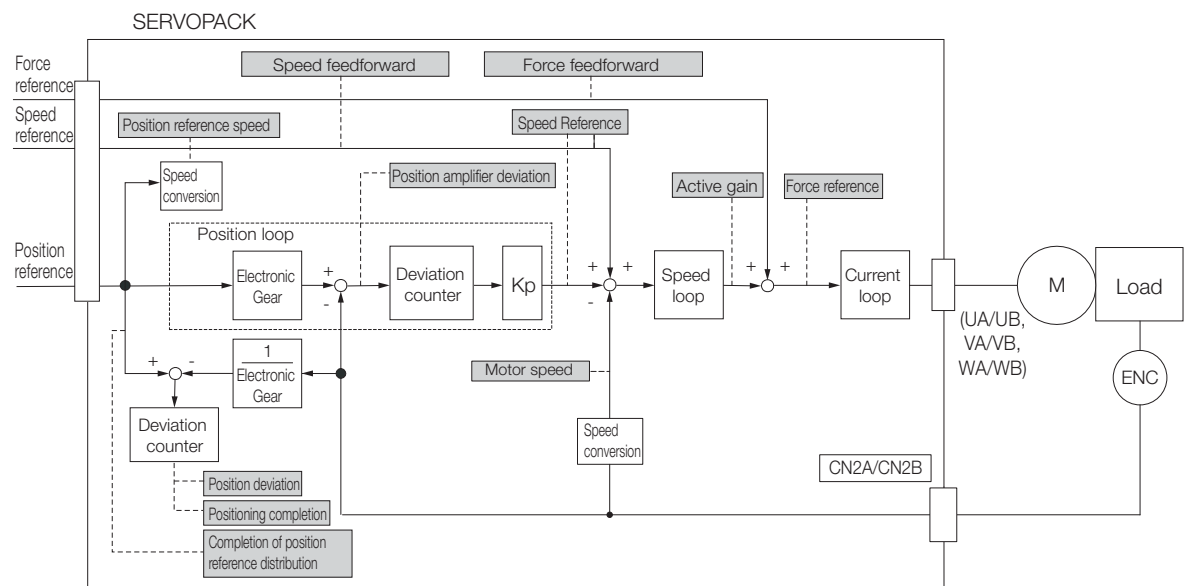 SERVOPACK
Force
reference
Speed feedforward
Force feedforward
Speed
reference
Position reference speed
Speed Reference
Speed
conversion
Position amplifier deviation
Active gain
Force reference
Position
reference
Position loop
Electronic
Gear
+
-
Deviation
counter
Kp
+
+
-
Speed
loop
+
+
Current
loop
M
Load
(UA/UB,
VA/VB,
WA/WB)
ENC
+
-
1
Electronic
Gear
Motor speed
Deviation
counter
Speed
conversion
CN2A/CN2B
Position deviation
Positioning completion
Completion of position
reference distribution